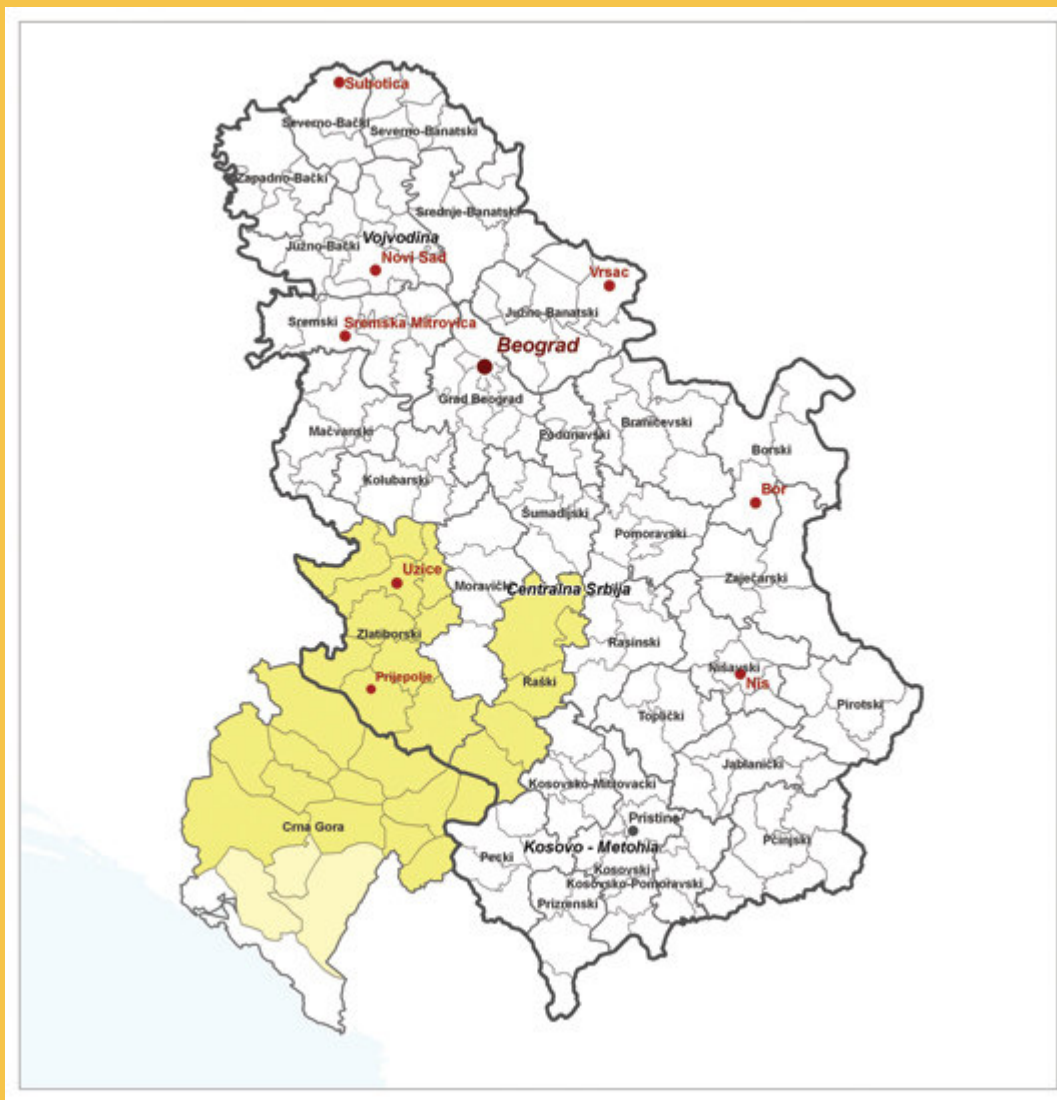 Subotica
Severno-Bački
Severno-Banatski
Zapadno-Bački
Srednje-Banatski
Vojvodina
Južno-Bački
Novi Sad
Vrsac
Južno-Banatski
Sremski
Sremska Mitrovica
Beograd
Grad Beograd
Braničevski
Mačvanski
Podunavski
Borski
Kolubarski
Bor
Šumadijski
Pomoravski
Uzice
Zaječarski
Moravički
Centralna Srbija
Zlatiborski
Rasinski
Nišavski
Prijepolje
Raški
Nis
Pirotski
Toplički
Jablanički
Kosovsko-Mitrovacki
Pristina
Crna Gora
Kosovo - Metohia
Pčinjski
Pecki
Kosovski
Kosovsko-Pomoravski
Prizrenski